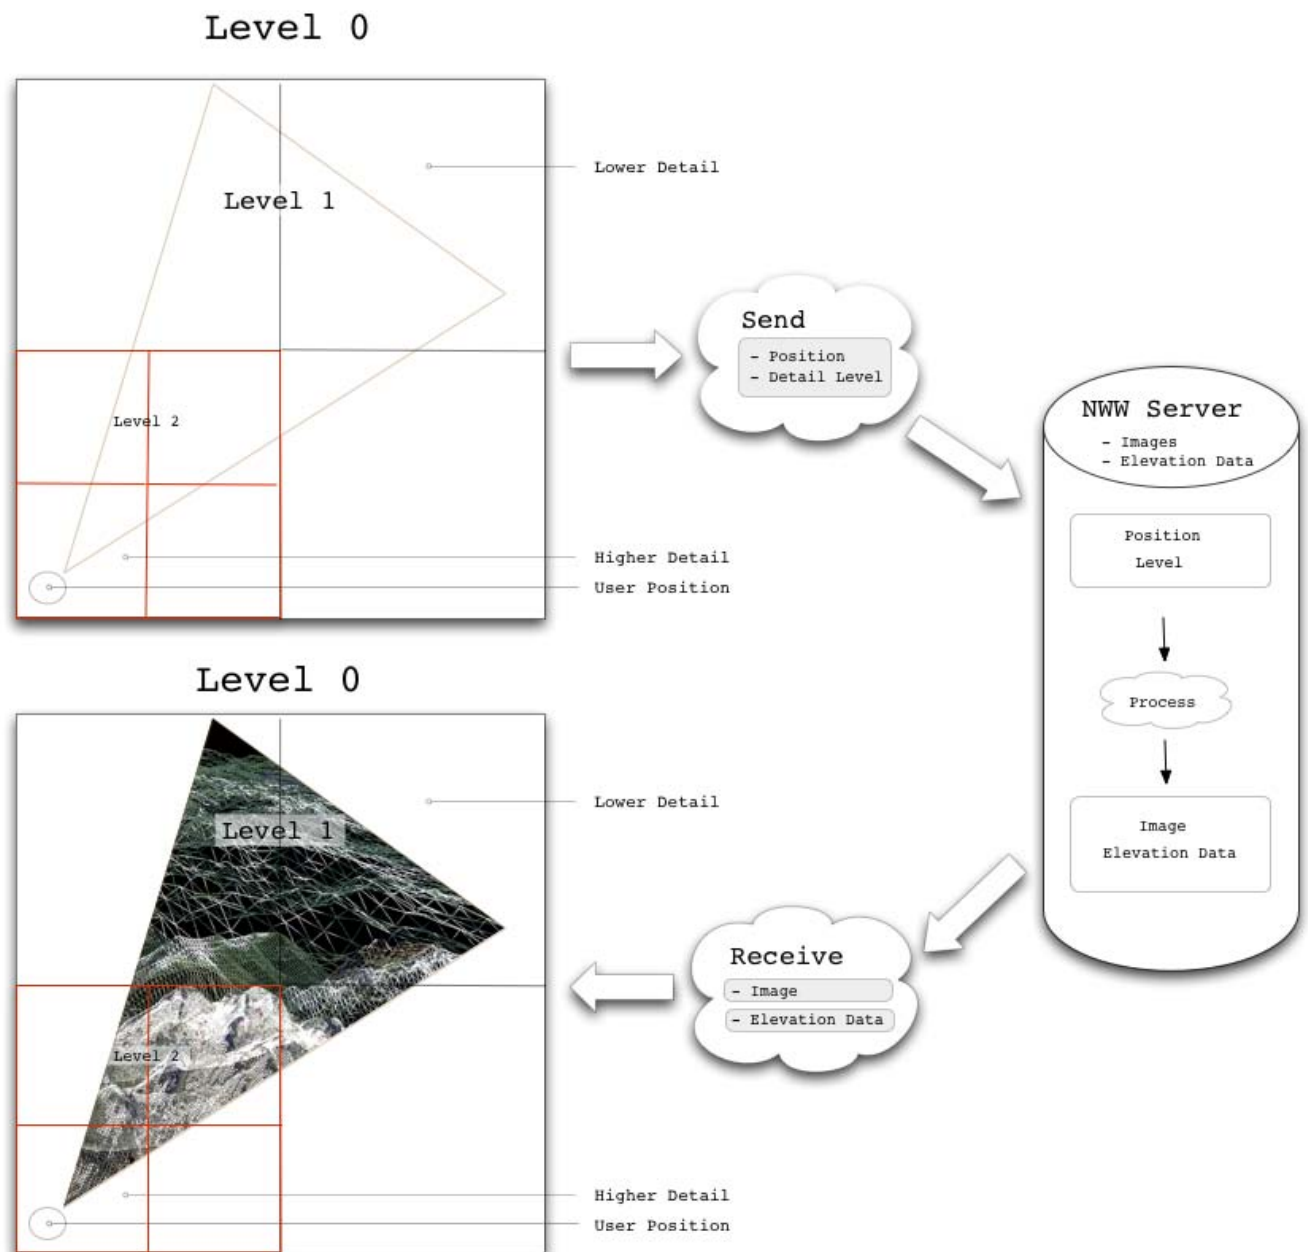 Level 0
Level 1
Lower Detail
Level 2
Higher Detail
User Position
Send
- Position
- Detail Level
NWW Server
- Images
- Elevation Data
Position
Level
Process
Image
Elevation Data
Receive
- Image
- Elevation Data
Level 0
Level 1
Lower Detail
Level 2
Higher Detail
User Position